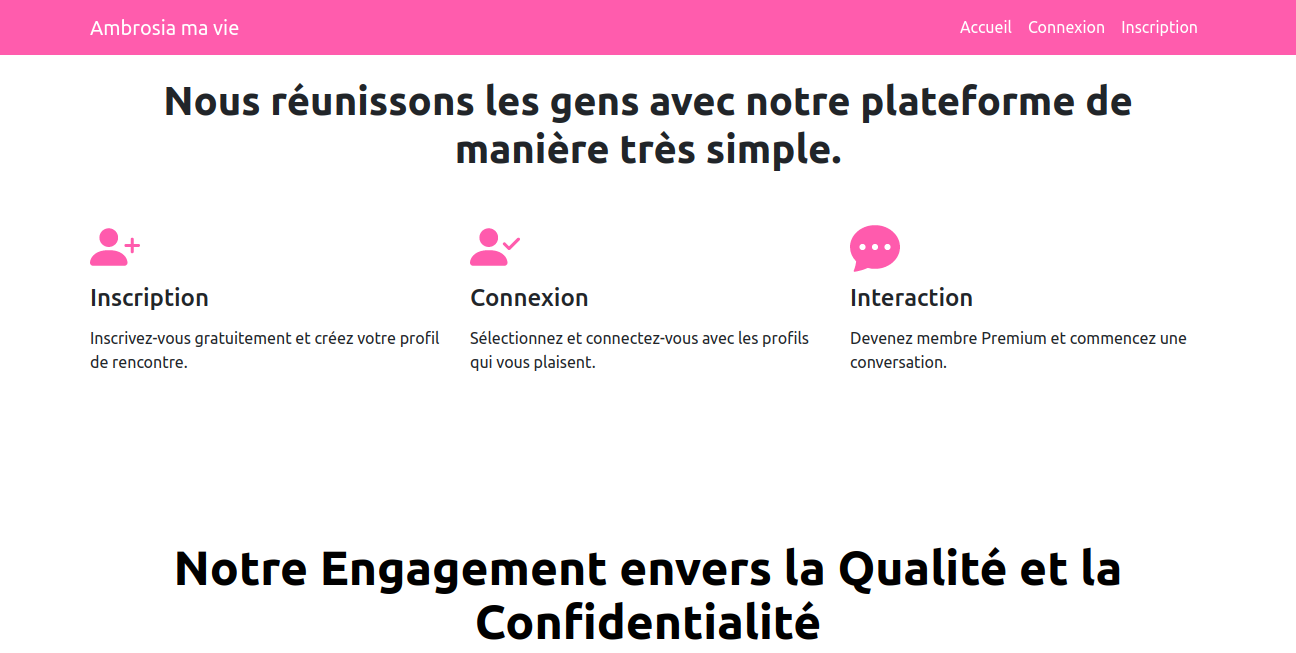 Ambrosia ma vie
Accueil Connexion Inscription
Nous réunissons les gens avec notre plateforme de
manière très simple.
Inscription
Inscrivez-vous gratuitement et créez votre profil
de rencontre.
Connexion
Sélectionnez et connectez-vous avec les profils
qui vous plaisent.
Interaction
Devenez membre Premium et commencez une
conversation.
Notre Engagement envers la Qualité et la
Confidentialité